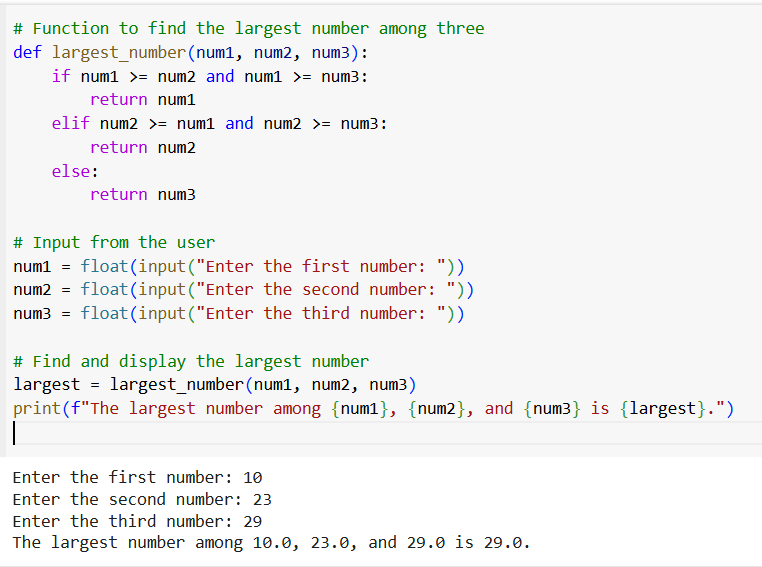 # Function to find the largest number among three
def largest_number(num1, num2, num3):
    if num1 >= num2 and num1 >= num3:
        return num1
    elif num2 >= num1 and num2 >= num3:
        return num2
    else:
        return num3

# Input from the user
num1 = float(input("Enter the first number: "))
num2 = float(input("Enter the second number: "))
num3 = float(input("Enter the third number: "))

# Find and display the largest number
largest = largest_number(num1, num2, num3)
print(f"The largest number among {num1}, {num2}, and {num3} is {largest}.")

Enter the first number: 10
Enter the second number: 23
Enter the third number: 29
The largest number among 10.0, 23.0, and 29.0 is 29.0.